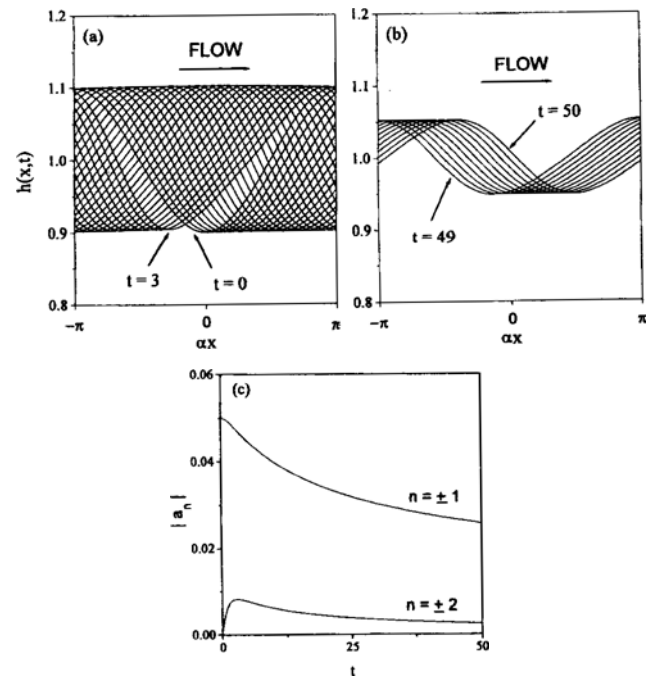 (a)
FLOW
h(x,t)
1.2
1.1
1.0
0.9
0.8
t = 3
t = 0
−π
0
π
αx
(b)
FLOW
1.2
1.1
1.0
0.9
0.8
t = 50
t = 49
−π
0
π
αx
(c)
| a_n |
0.06
0.04
0.02
0.00
n = ± 1
n = ± 2
0
25
50
t